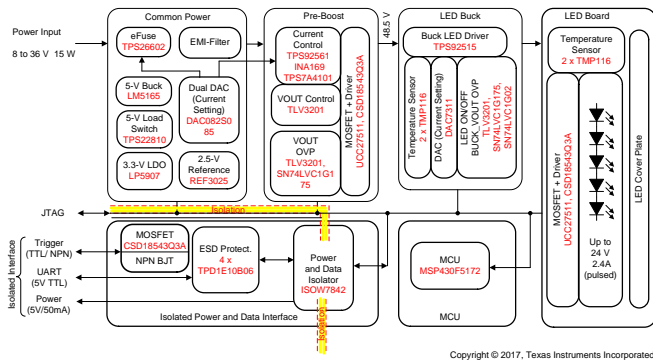 Power Input
8 to 36 V 15 W
Common Power
eFuse
TPS26602
EMI-Filter
5-V Buck
LM5165
5-V Load
Switch
TPS22810
3.3-V LDO
LP5907
Dual DAC
(Current
Setting)
DAC082S0
85
2.5-V
Reference
REF3025
Pre-Boost
Current
Control
TPS92561
INA169
TPS7A4101
VOUT Control
TLV3201
VOUT
OVP
TLV3201,
SN74LVC1G1
75
MOSFET + Driver
UCC27511, CSD18543Q3A
48.5 V
LED Buck
Buck LED Driver
TPS92515
Temperature Sensor
2 x TMP116
DAC (Current Setting)
DAC7311
LED ON/OFF
BUCK_VOUT OVP
TLV3201,
SN74LVC1G175,
SN74LVC1G02
LED Board
Temperature
Sensor
2 x TMP116
MOSFET + Driver
UCC27511, CSD18543Q3A
Up to
24 V
2.4A
(pulsed)
LED Cover Plate
JTAG
Isolation
Isolated Interface
Trigger
(TTL/ NPN)
UART
(5V TTL)
Power
(5V/50mA)
MOSFET
CSD18543Q3A
NPN BJT
ESD Protect.
4 x
TPD1E10B06
Power
and Data
Isolator
ISOW7842
Isolation
Isolated Power and Data Interface
MCU
MSP430F5172
MCU
Copyright © 2017, Texas Instruments Incorporated